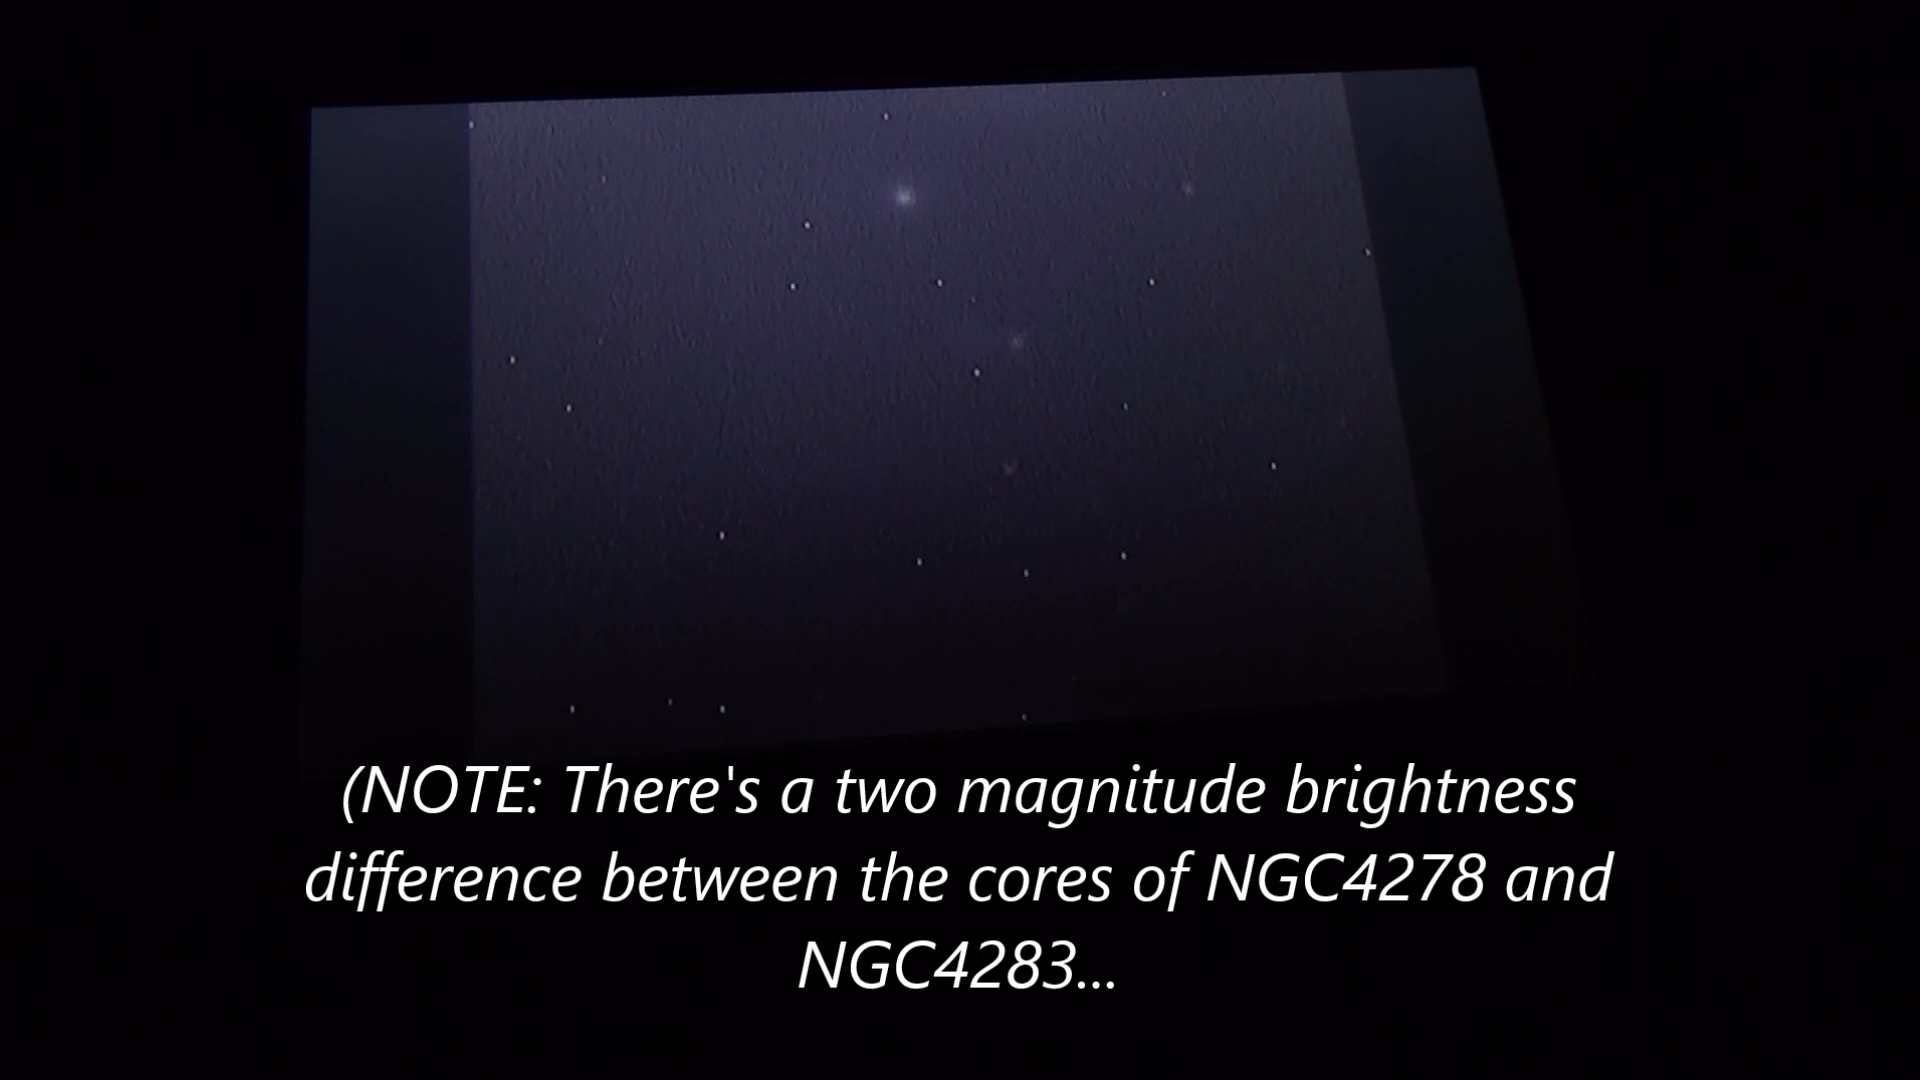 (NOTE: There's a two magnitude brightness
difference between the cores of NGC4278 and
NGC4283...